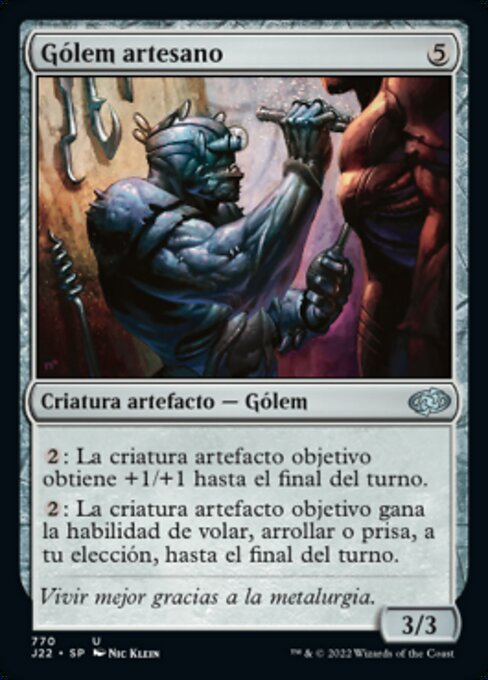 Gólem artesano 5
Criatura artefacto — Gólem
2: La criatura artefacto objetivo
obtiene +1/+1 hasta el final del turno.
2: La criatura artefacto objetivo gana
la habilidad de volar, arrollar o prisa, a
tu elección, hasta el final del turno.
Vivir mejor gracias a la metalurgia.
3/3
770 U
J22 • SP Nic Klein
™ & © 2022 Wizards of the Coast